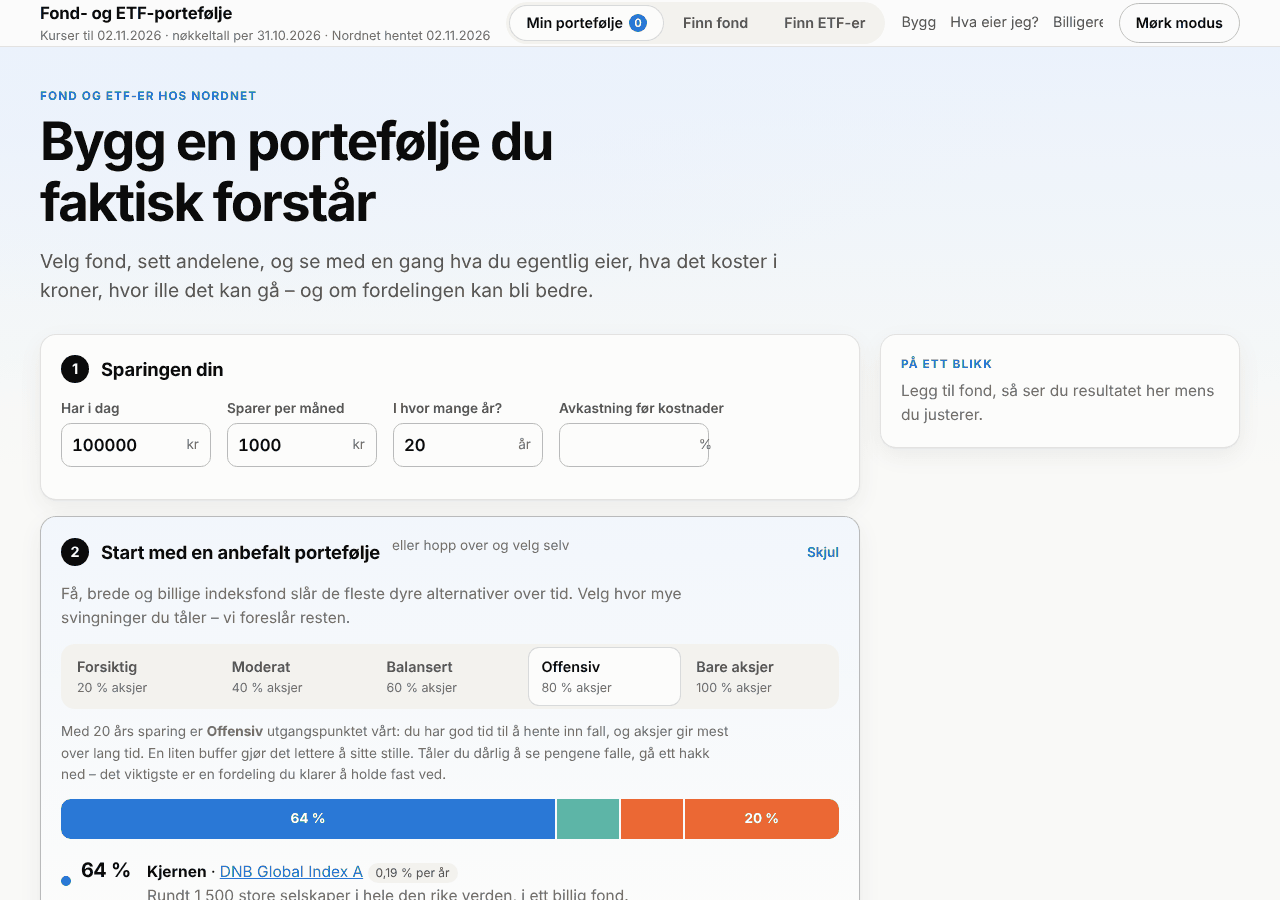 Fond- og ETF-portefølje
Kurser til 02.11.2026 · nøkkeltall per 31.10.2026 · Nordnet hentet 02.11.2026
Min portefølje 0
Finn fond
Finn ETF-er
Bygg
Hva eier jeg?
Billigere
Mørk modus
FOND OG ETF-ER HOS NORDNET
Bygg en portefølje du
faktisk forstår
Velg fond, sett andelene, og se med en gang hva du egentlig eier, hva det koster i
kroner, hvor ille det kan gå – og om fordelingen kan bli bedre.
1 Sparingen din
Har i dag
Sparer per måned
I hvor mange år?
Avkastning før kostnader
100000 kr
1000 kr
20 år
%
PÅ ETT BLIKK
Legg til fond, så ser du resultatet her mens
du justerer.
2 Start med en anbefalt portefølje eller hopp over og velg selv
Skjul
Få, brede og billige indeksfond slår de fleste dyre alternativer over tid. Velg hvor mye
svingninger du tåler – vi foreslår resten.
Forsiktig
20 % aksjer
Moderat
40 % aksjer
Balansert
60 % aksjer
Offensiv
80 % aksjer
Bare aksjer
100 % aksjer
Med 20 års sparing er Offensiv utgangspunktet vårt: du har god tid til å hente inn fall, og aksjer gir mest
over lang tid. En liten buffer gjør det lettere å sitte stille. Tåler du dårlig å se pengene falle, gå ett hakk
ned – det viktigste er en fordeling du klarer å holde fast ved.
64 %
20 %
64 % Kjernen · DNB Global Index A 0,19 % per år
Rundt 1 500 store selskaper i hele den rike verden, i ett billig fond.